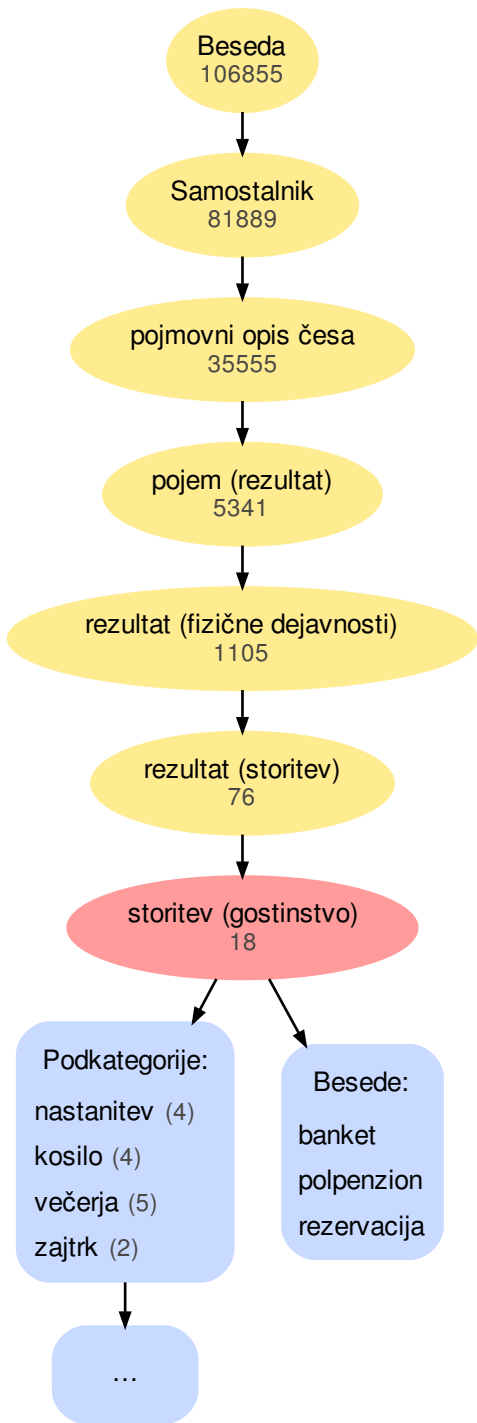 Beseda
106855
Samostalnik
81889
pojmovni opis česa
35555
pojem (rezultat)
5341
rezultat (fizične dejavnosti)
1105
rezultat (storitev)
76
storitev (gostinstvo)
18
Podkategorije:
nastanitev (4)
kosilo (4)
večerja (5)
zajtrk (2)
Besede:
banket
polpenzion
rezervacija
...